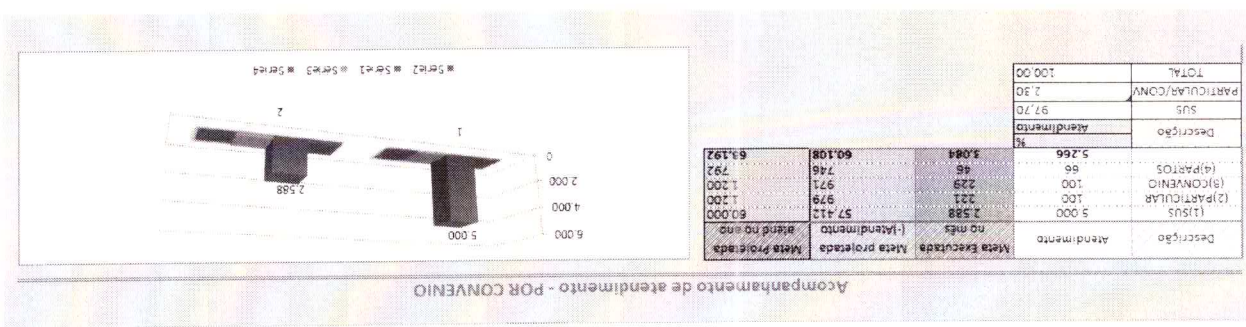 Acompanhamento de atendimento - POR CONVENIO
Descrição Atendimento Meta Executada no mês Meta projetada (-)Atendimento Meta Projetada atend no ano
(1)SUS 5.000 2.588 57.412 60.000
(2)PARTICULAR 100 221 979 1.200
(3)CONVENIO 100 229 971 1.200
(4)PARTOS 66 46 746 792
5.266 3.084 60.108 63.192
Descrição % Atendimento
SUS 97,70
PARTICULAR/CONV 2,30
TOTAL 100,00
6.000
4.000
2.000
0
5.000
2.588
1
2
Serie2 Serie1 Serie3 Serie4